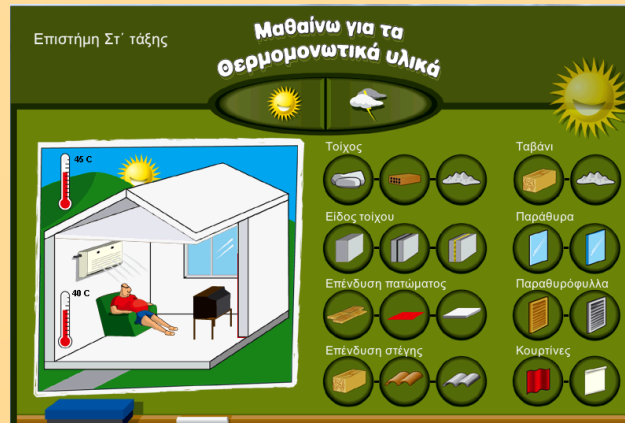 Επιστήμη Στ΄ τάξης
Μαθαίνω για τα
Θερμομονωτικά υλικά
45 C
40 C
Τοίχος
Ταβάνι
Είδος τοίχου
Παράθυρα
Επένδυση πατώματος
Παραθυρόφυλλα
Επένδυση στέγης
Κουρτίνες